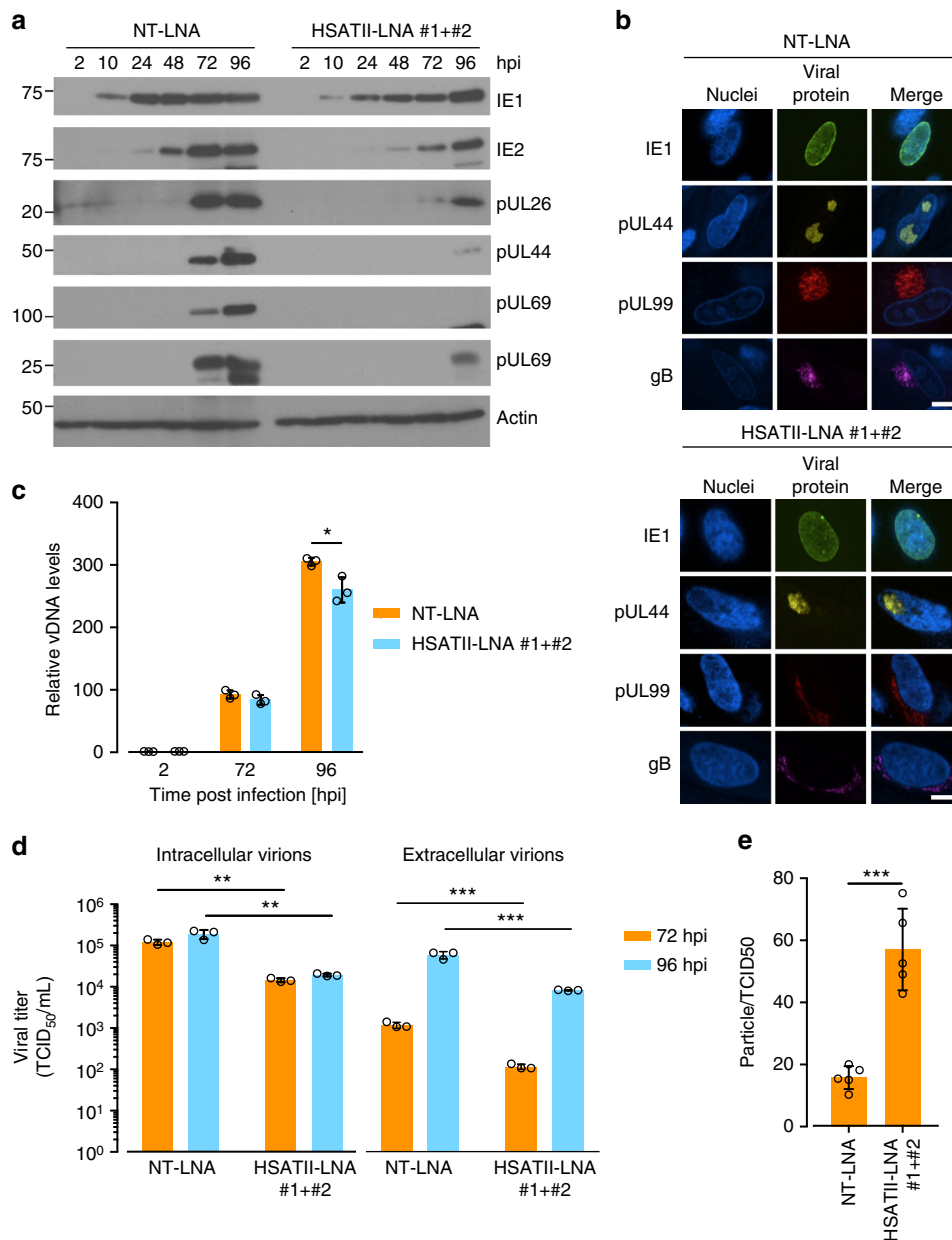 a
NT-LNA HSATII-LNA #1+#2
2 10 24 48 72 96 2 10 24 48 72 96 hpi
75 IE1
75 IE2
20 pUL26
50 pUL44
100 pUL69
25 pUL69
50 Actin
b
NT-LNA
Nuclei Viral protein Merge
IE1
pUL44
pUL99
gB
HSATII-LNA #1+#2
Nuclei Viral protein Merge
IE1
pUL44
pUL99
gB
c
Relative vDNA levels
400
300
200
100
0
*
2 72 96
Time post infection [hpi]
NT-LNA
HSATII-LNA #1+#2
d
Intracellular virions Extracellular virions
** ***
** ***
Viral titer
(TCID50/mL)
10^6
10^5
10^4
10^3
10^2
10^1
10^0
NT-LNA HSATII-LNA #1+#2 NT-LNA HSATII-LNA #1+#2
72 hpi
96 hpi
e
***
Particle/TCID50
80
60
40
20
0
NT-LNA
HSATII-LNA #1+#2